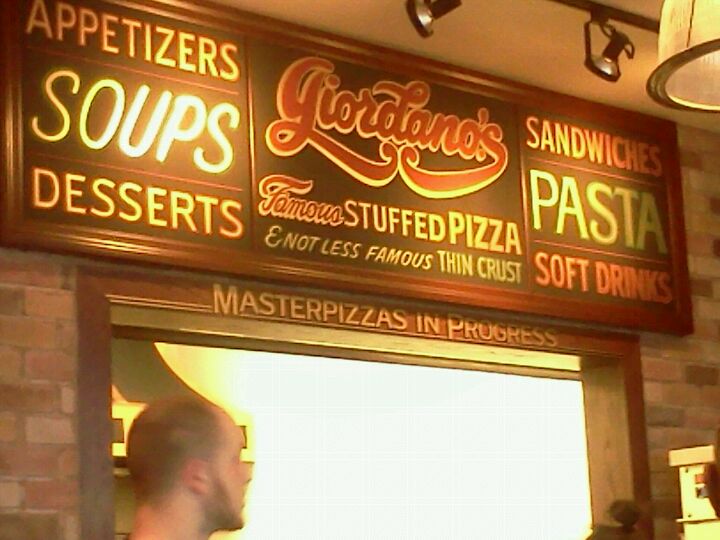 APPETIZERS
SOUPS
DESSERTS
Giordano's
Famous STUFFED PIZZA
& NOT LESS FAMOUS THIN CRUST
SANDWICHES
PASTA
SOFT DRINKS
MASTERPIZZAS IN PROGRESS